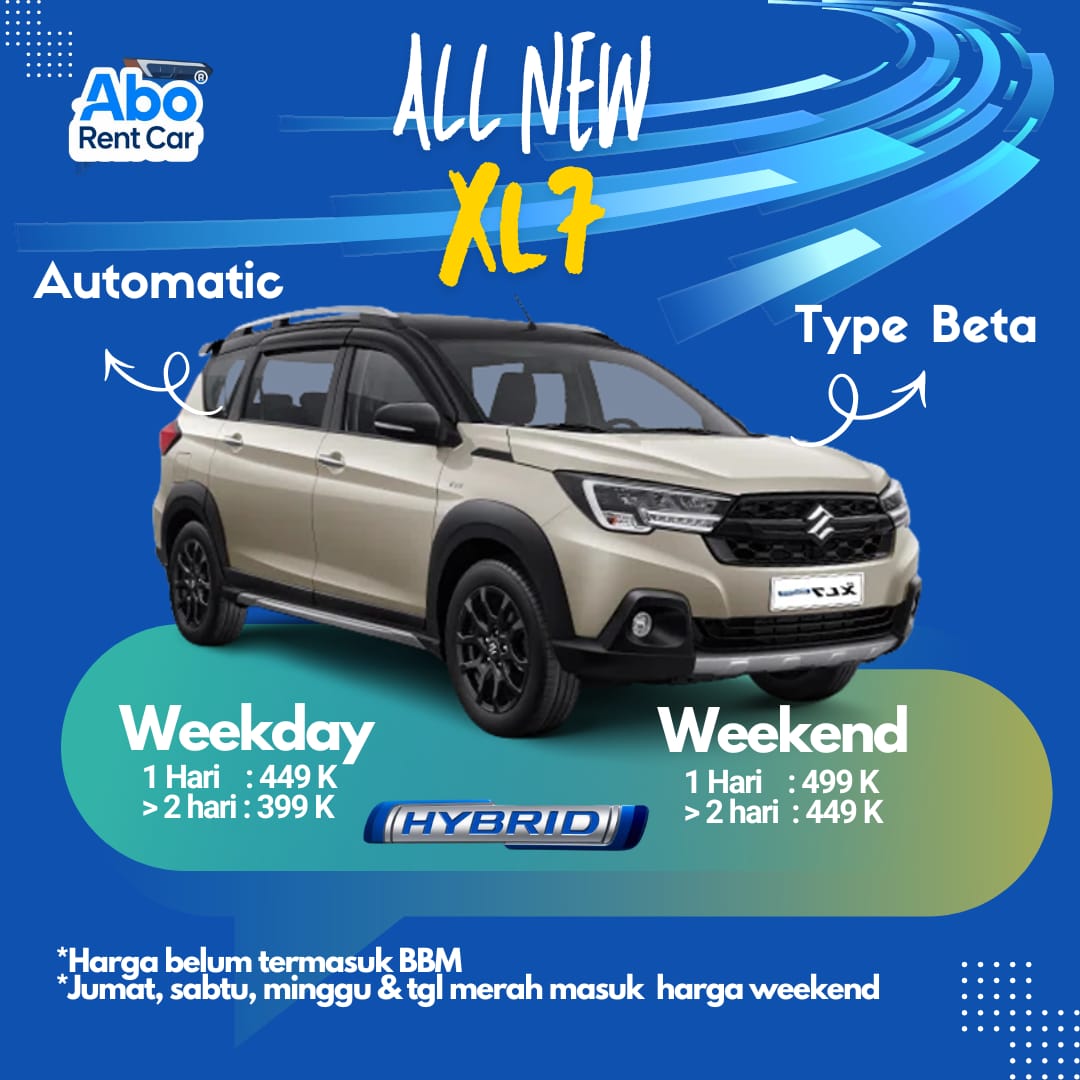 Abo®
Rent Car
ALL NEW
XL7
Automatic
Type Beta
XL7
Weekday
1 Hari : 449 K
> 2 hari : 399 K
Weekend
1 Hari : 499 K
> 2 hari : 449 K
HYBRID
*Harga belum termasuk BBM
*Jumat, sabtu, minggu & tgl merah masuk harga weekend